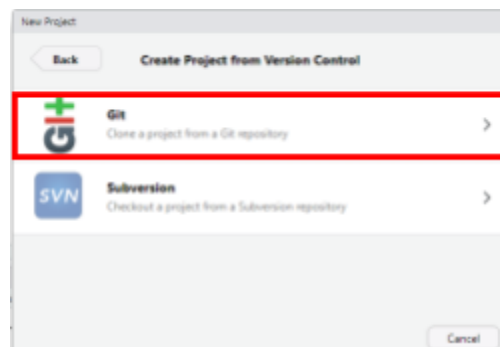 New Project
Back
Create Project from Version Control
git
Git
Clone a project from a Git repository
SVN
Subversion
Checkout a project from a Subversion repository
Cancel